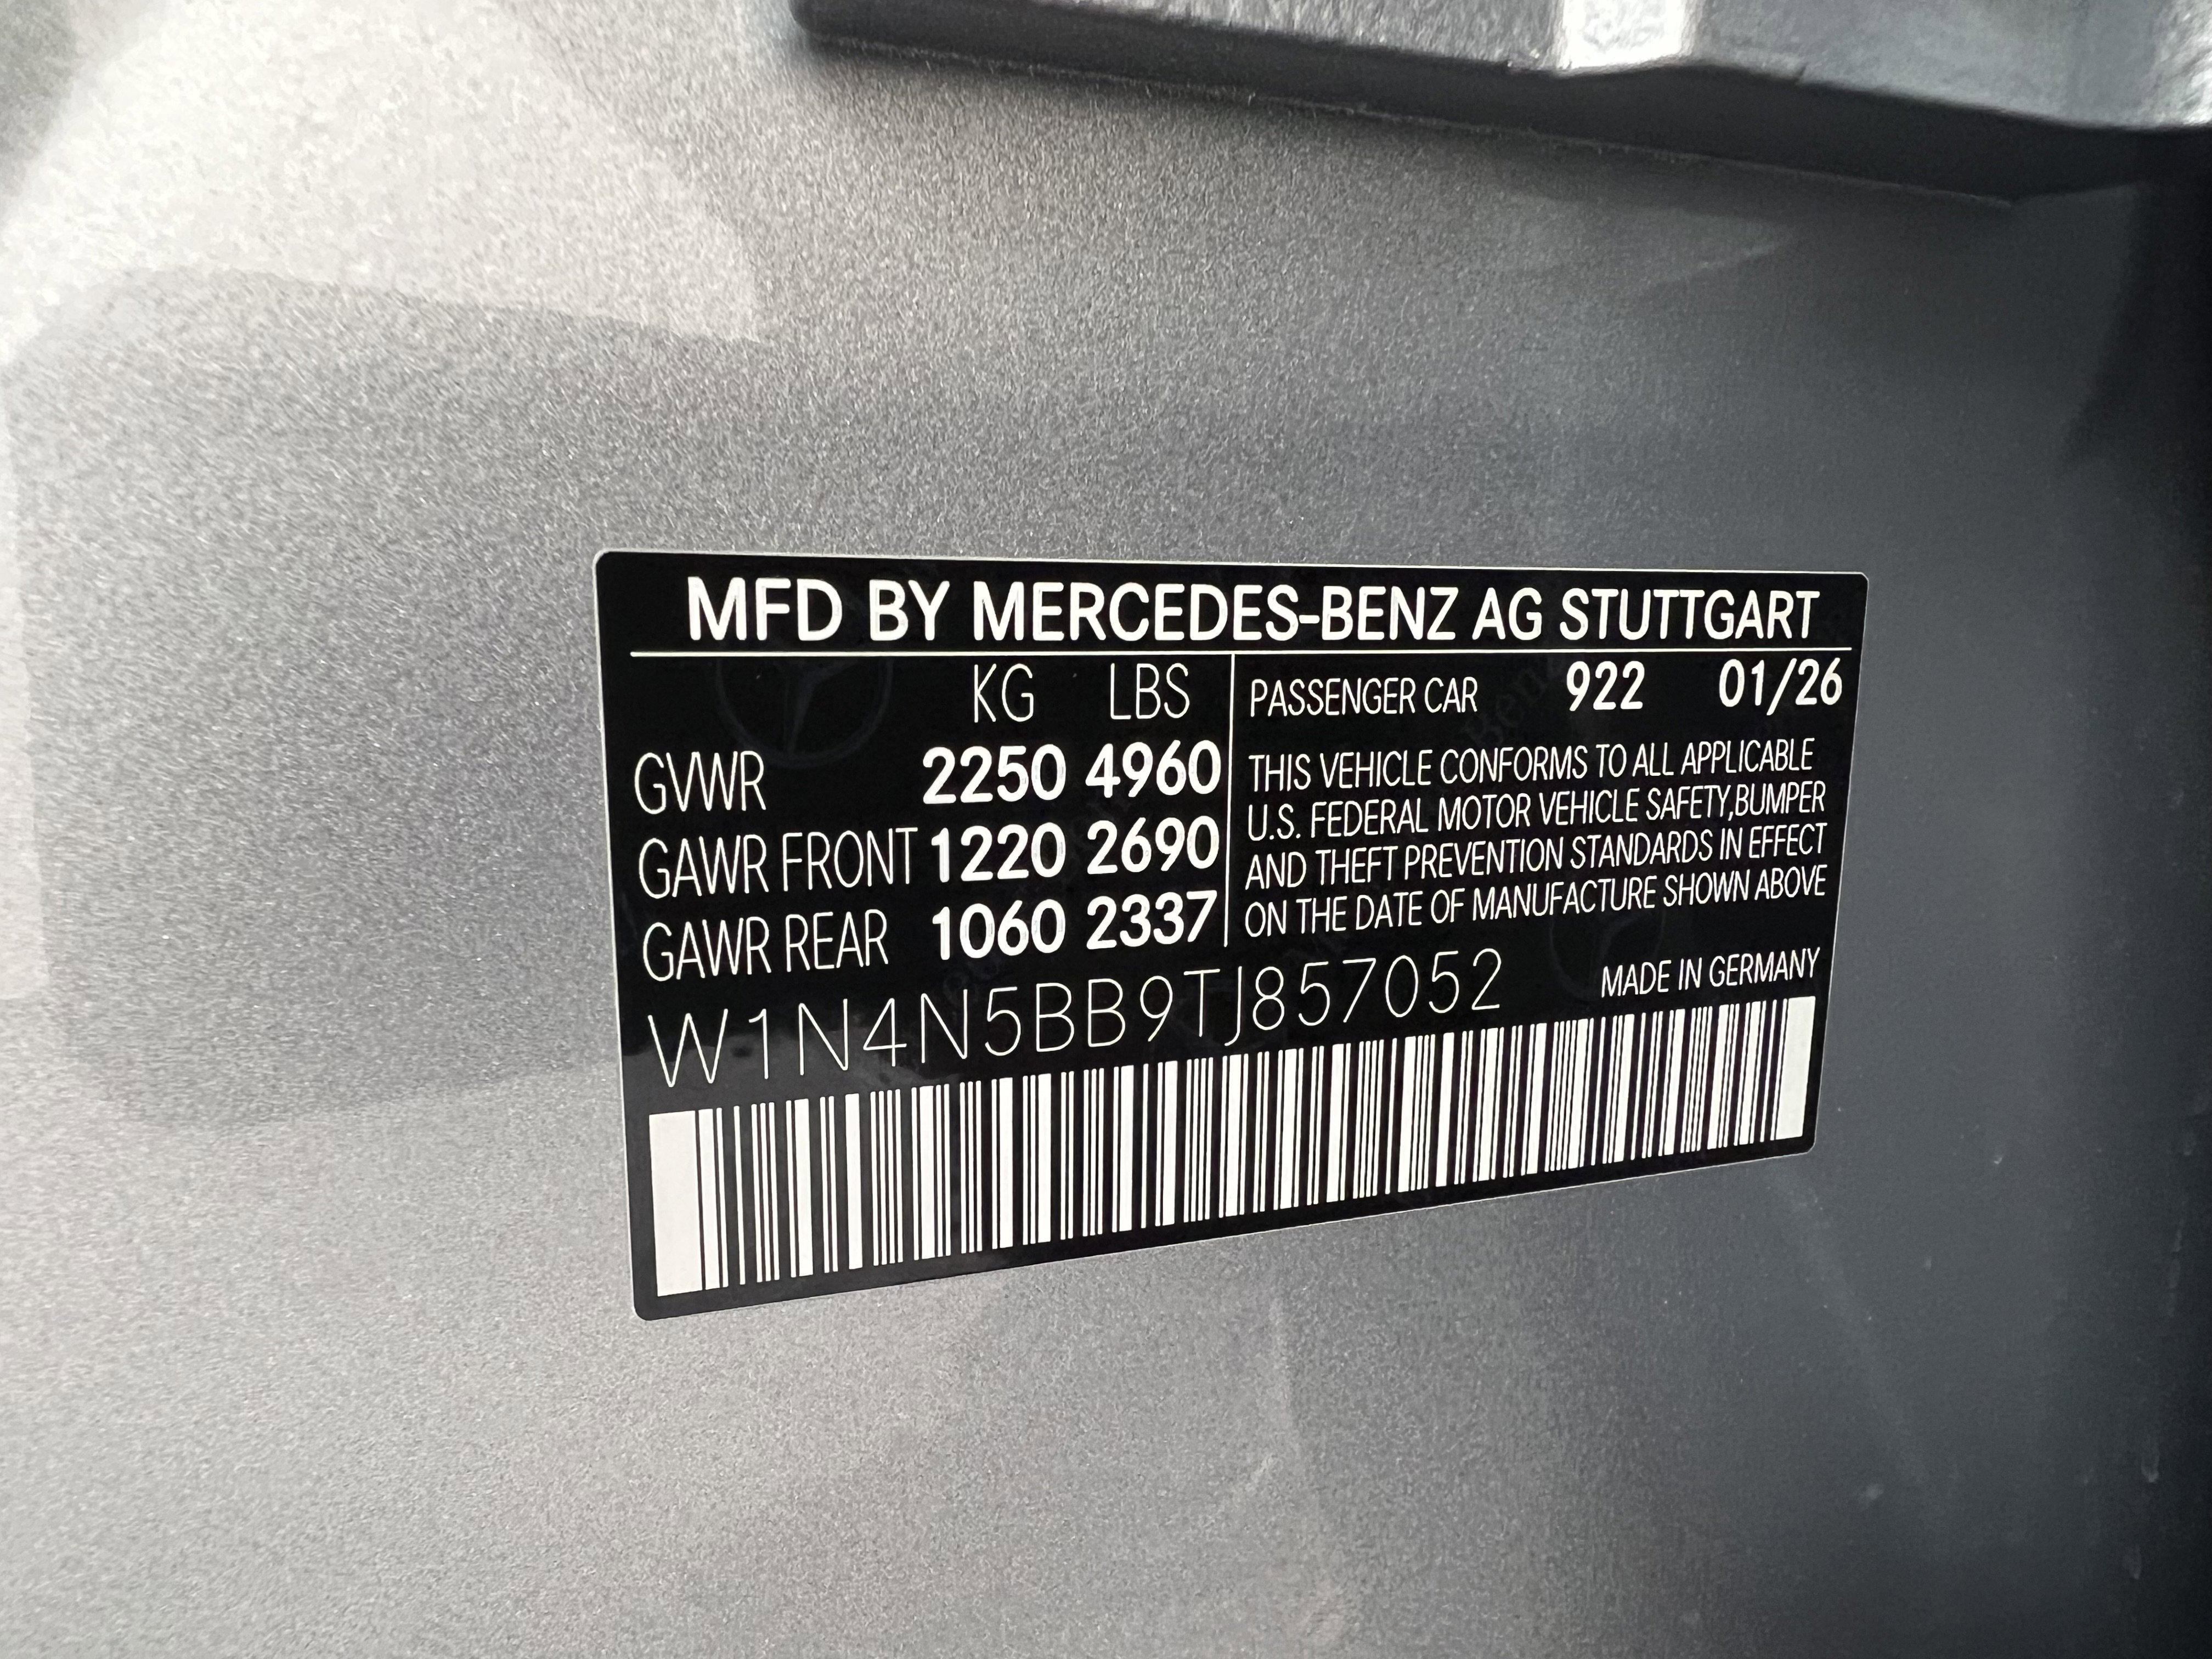 MFD BY MERCEDES-BENZ AG STUTTGART
KG LBS
GVWR 2250 4960
GAWR FRONT 1220 2690
GAWR REAR 1060 2337
PASSENGER CAR 922 01/26
THIS VEHICLE CONFORMS TO ALL APPLICABLE
U.S. FEDERAL MOTOR VEHICLE SAFETY,BUMPER
AND THEFT PREVENTION STANDARDS IN EFFECT
ON THE DATE OF MANUFACTURE SHOWN ABOVE
W1N4N5BB9TJ857052
MADE IN GERMANY